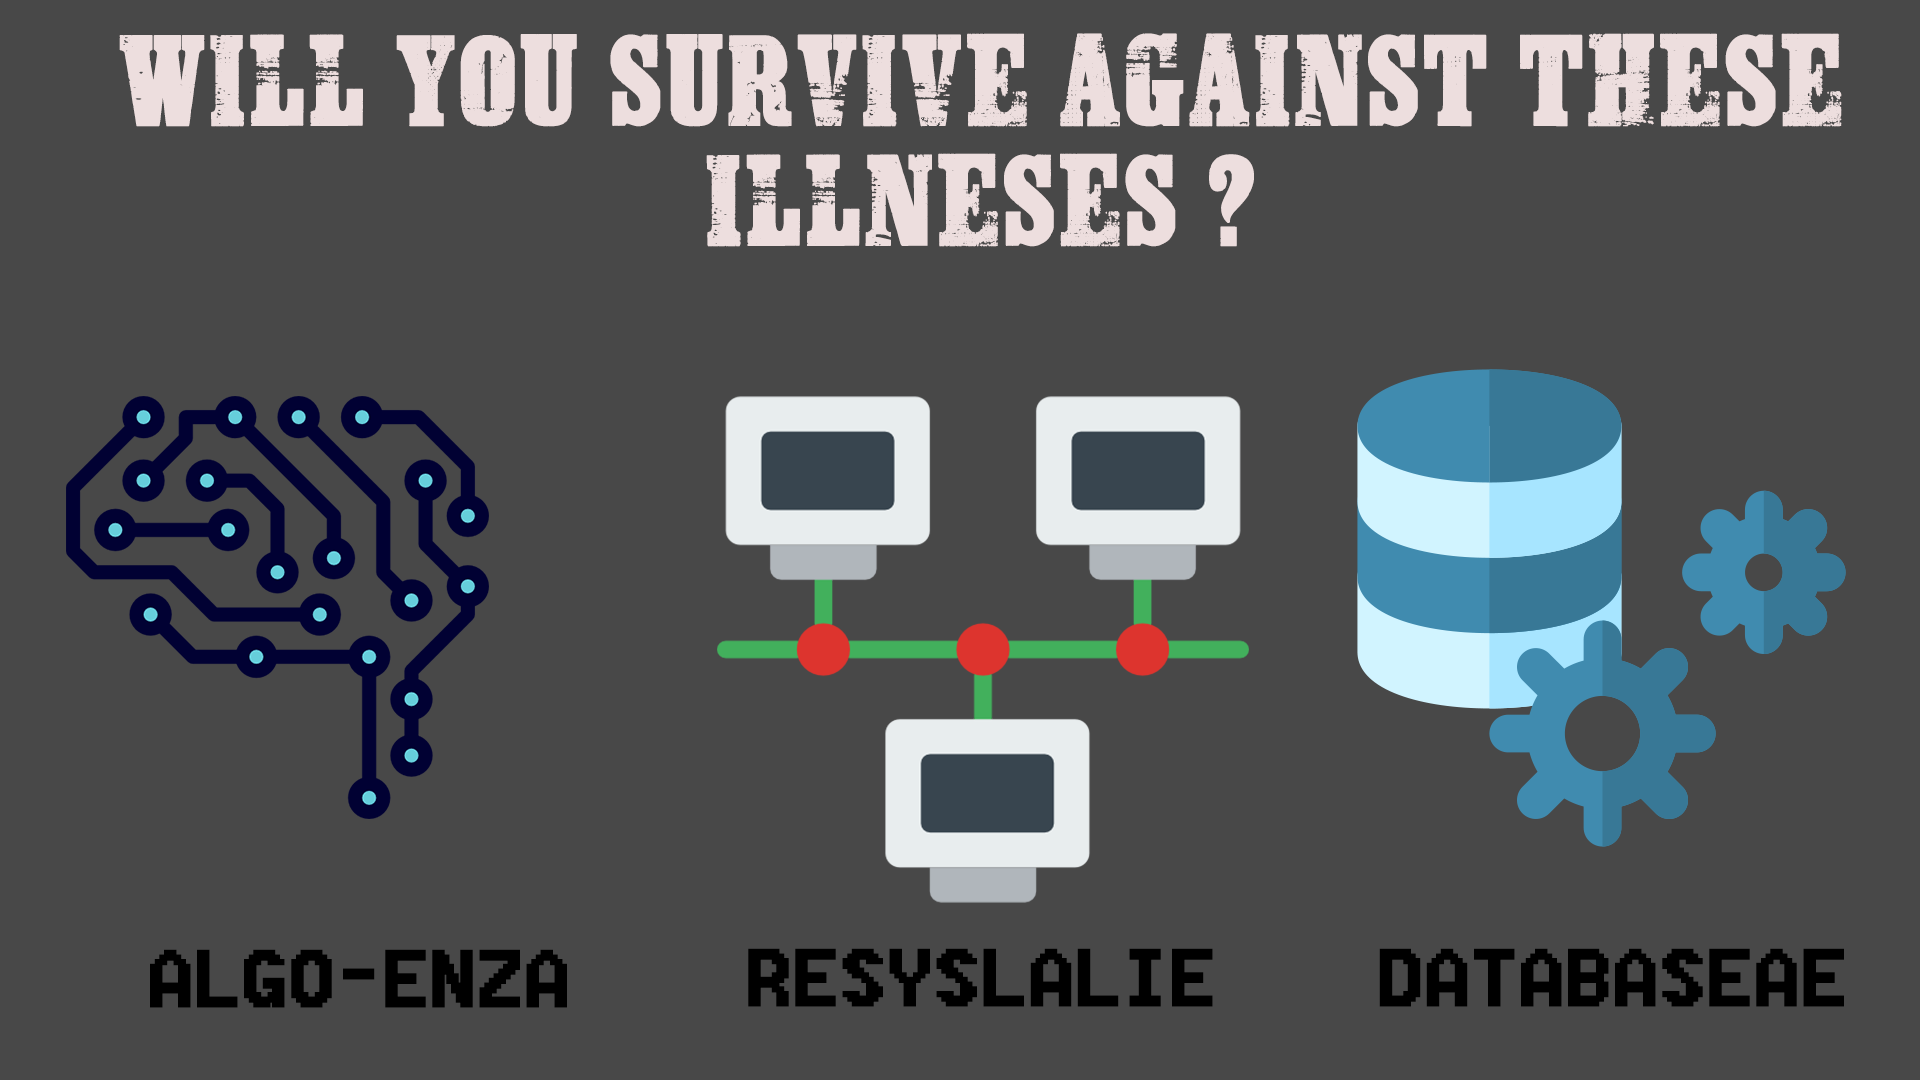 WILL YOU SURVIVE AGAINST THESE
ILLNESES ?
ALGO-ENZA
RESYSLALIE
DATABASEAE